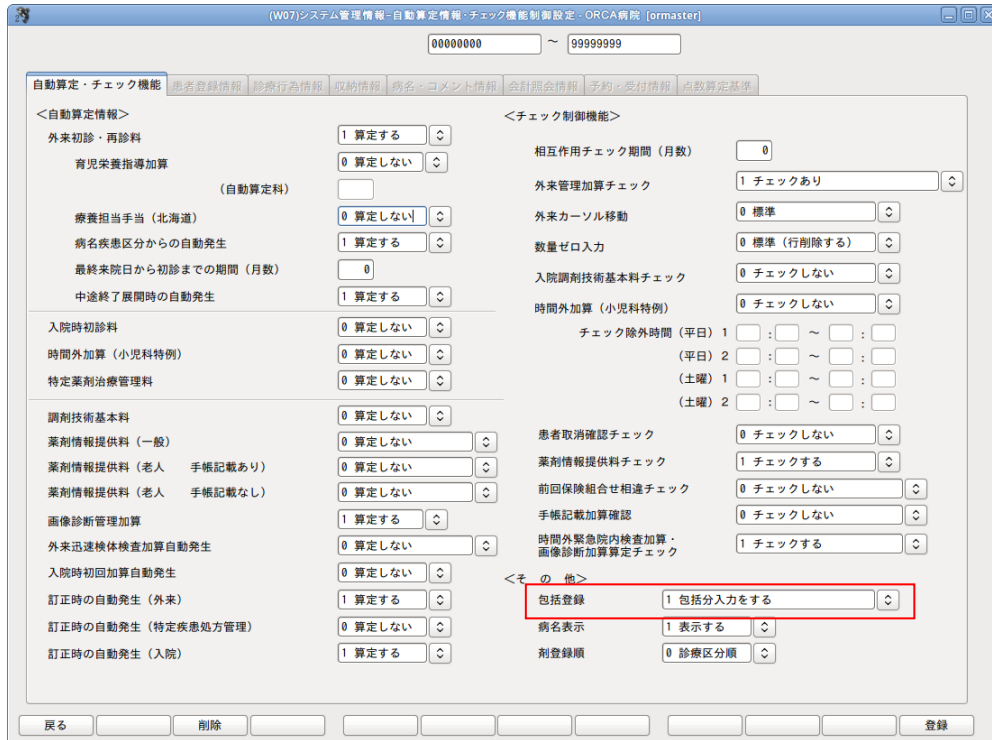 (W07)システム管理情報-自動算定情報・チェック機能制御設定 - ORCA病院 [ormaster]
00000000 ～ 99999999
自動算定・チェック機能 患者登録情報 診療行為情報 収納情報 病名・コメント情報 会計照会情報 予約・受付情報 点数算定基準
＜自動算定情報＞
外来初診・再診料 1 算定する
育児栄養指導加算 0 算定しない
(自動算定科)
療養担当手当（北海道） 0 算定しない
病名疾患区分からの自動発生 1 算定する
最終来院日から初診までの期間（月数） 0
中途終了展開時の自動発生 1 算定する
入院時初診料 0 算定しない
時間外加算（小児科特例） 0 算定しない
特定薬剤治療管理料 0 算定しない
調剤技術基本料 0 算定しない
薬剤情報提供料（一般） 0 算定しない
薬剤情報提供料（老人　手帳記載あり） 0 算定しない
薬剤情報提供料（老人　手帳記載なし） 0 算定しない
画像診断管理加算 1 算定する
外来迅速検体検査加算自動発生 0 算定しない
入院時初回加算自動発生 0 算定しない
訂正時の自動発生（外来） 1 算定する
訂正時の自動発生（特定疾患処方管理） 0 算定しない
訂正時の自動発生（入院） 1 算定する
＜チェック制御機能＞
相互作用チェック期間（月数） 0
外来管理加算チェック 1 チェックあり
外来カーソル移動 0 標準
数量ゼロ入力 0 標準（行削除する）
入院調剤技術基本料チェック 0 チェックしない
時間外加算（小児科特例） 0 チェックしない
チェック除外時間（平日）1 : ～ :
（平日）2 : ～ :
（土曜）1 : ～ :
（土曜）2 : ～ :
患者取消確認チェック 0 チェックしない
薬剤情報提供料チェック 1 チェックする
前回保険組合せ相違チェック 0 チェックしない
手帳記載加算確認 0 チェックしない
時間外緊急院内検査加算・
画像診断加算算定チェック 1 チェックする
＜そ　の　他＞
包括登録 1 包括分入力をする
病名表示 1 表示する
剤登録順 0 診療区分順
戻る 削除 登録